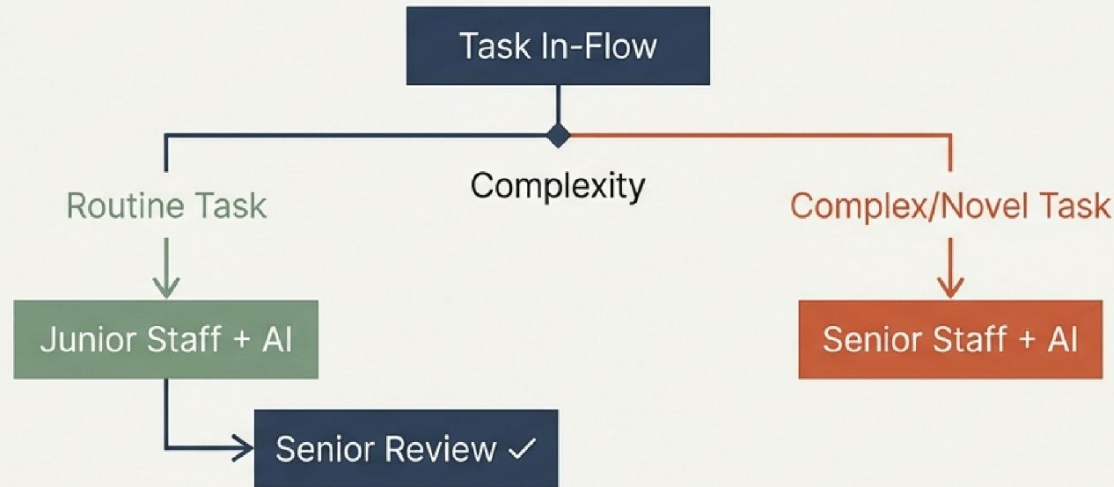 Task In-Flow
Complexity
Routine Task
Complex/Novel Task
Junior Staff + AI
Senior Staff + AI
Senior Review ✓